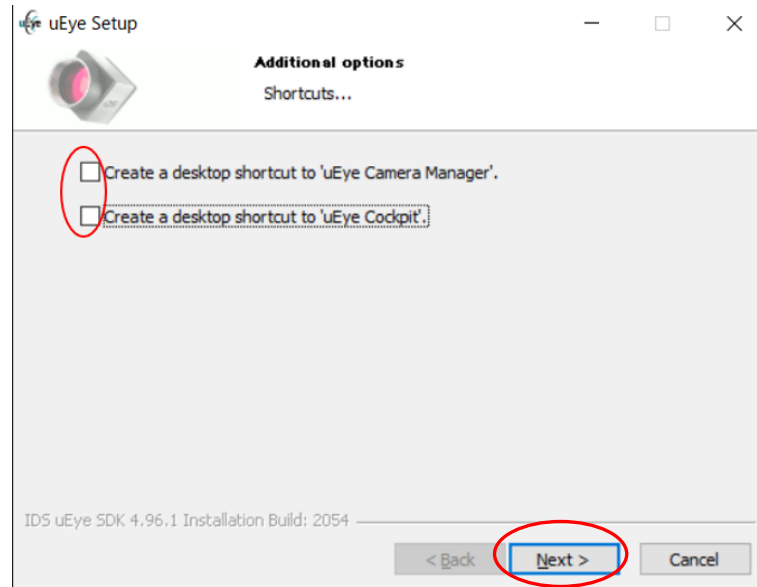 uEye Setup
Additional options
Shortcuts...
Create a desktop shortcut to 'uEye Camera Manager'.
Create a desktop shortcut to 'uEye Cockpit'.
IDS uEye SDK 4.96.1 Installation Build: 2054
< Back
Next >
Cancel